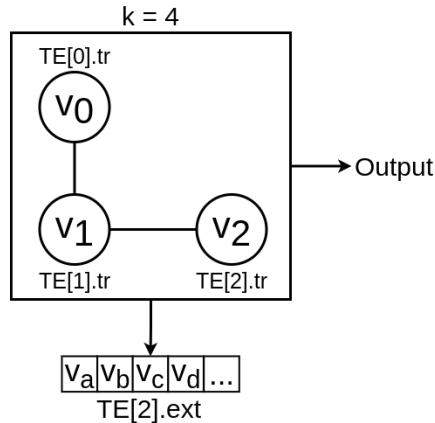 k = 4
TE[0].tr
v0
v1
v2
TE[1].tr
TE[2].tr
Output
va vb vc vd ...
TE[2].ext